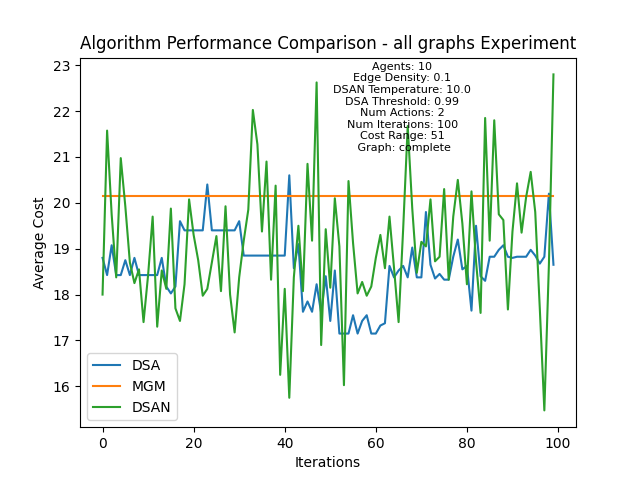 Algorithm Performance Comparison - all graphs Experiment
Agents: 10
Edge Density: 0.1
DSAN Temperature: 10.0
DSA Threshold: 0.99
Num Actions: 2
Num Iterations: 100
Cost Range: 51
Graph: complete
Average Cost
23
22
21
20
19
18
17
16
DSA
MGM
DSAN
0 20 40 60 80 100
Iterations